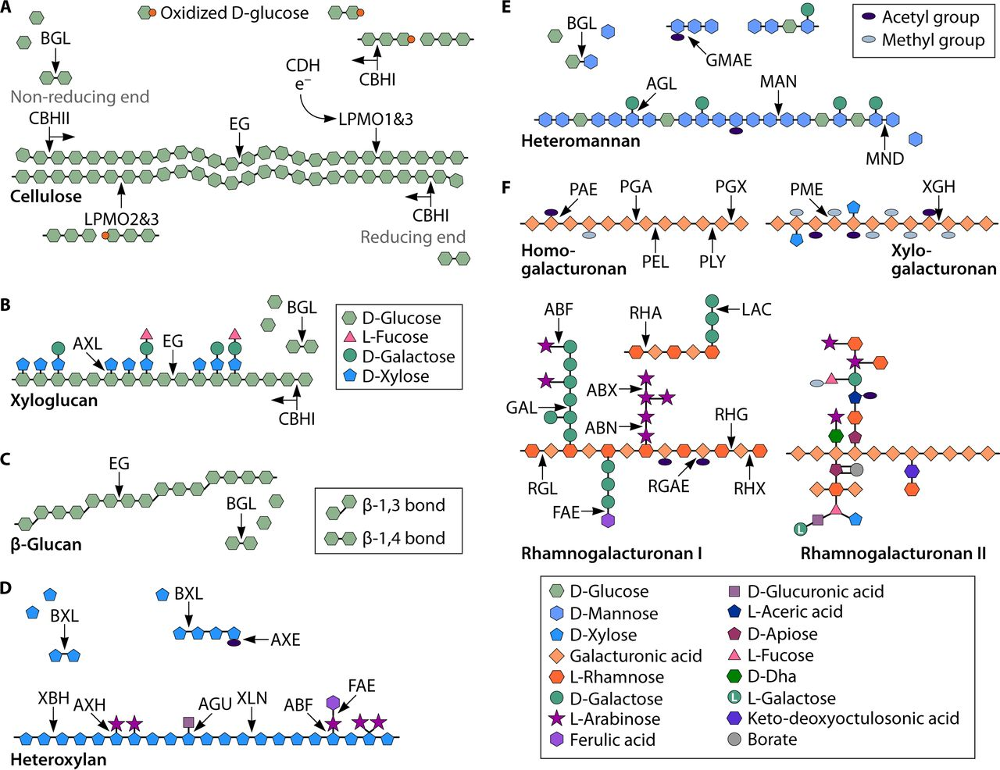 A
Oxidized D-glucose
BGL
CBHI
CDH
e–
Non-reducing end
CBHII
EG
LPMO1&3
Cellulose
LPMO2&3
CBHI
Reducing end
B
BGL
AXL
EG
D-Glucose
L-Fucose
D-Galactose
D-Xylose
Xyloglucan
CBHI
C
EG
BGL
β-1,3 bond
β-1,4 bond
β-Glucan
D
BXL
BXL
AXE
XBH
AXH
AGU
XLN
ABF
FAE
Heteroxylan
E
BGL
GMAE
Acetyl group
Methyl group
AGL
MAN
Heteromannan
MND
F
PAE
PGA
PGX
PME
XGH
Homo-
galacturonan
PEL
PLY
Xylo-
galacturonan
ABF
RHA
LAC
GAL
ABX
ABN
RHG
RGL
RGAE
RHX
FAE
L
Rhamnogalacturonan I
Rhamnogalacturonan II
D-Glucose
D-Mannose
D-Xylose
Galacturonic acid
L-Rhamnose
D-Galactose
L-Arabinose
Ferulic acid
D-Glucuronic acid
L-Aceric acid
D-Apiose
L-Fucose
D-Dha
L L-Galactose
Keto-deoxyoctulosonic acid
Borate